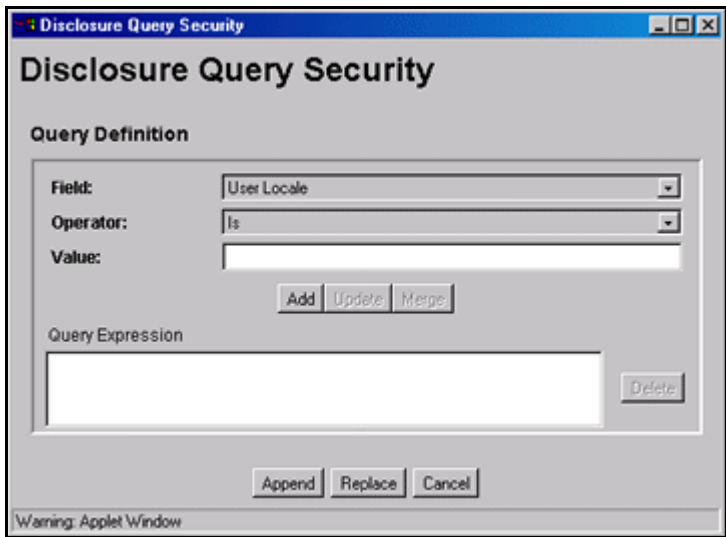 Disclosure Query Security
Disclosure Query Security
Query Definition
Field: User Locale
Operator: Is
Value:
Add Update Merge
Query Expression
Delete
Append Replace Cancel
Warning: Applet Window